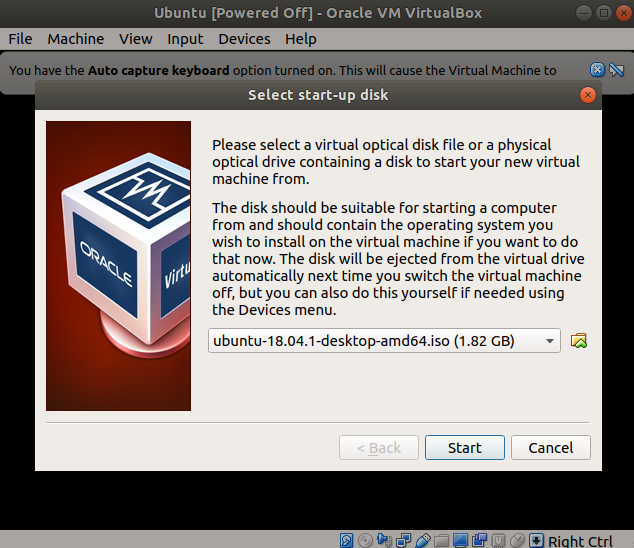 Ubuntu [Powered Off] - Oracle VM VirtualBox
File Machine View Input Devices Help
You have the Auto capture keyboard option turned on. This will cause the Virtual Machine to
Select start-up disk
Please select a virtual optical disk file or a physical
optical drive containing a disk to start your new virtual
machine from.
The disk should be suitable for starting a computer
from and should contain the operating system you
wish to install on the virtual machine if you want to do
that now. The disk will be ejected from the virtual drive
automatically next time you switch the virtual machine
off, but you can also do this yourself if needed using
the Devices menu.
ORACLE
Virtu
ubuntu-18.04.1-desktop-amd64.iso (1.82 GB)
< Back Start Cancel
Right Ctrl